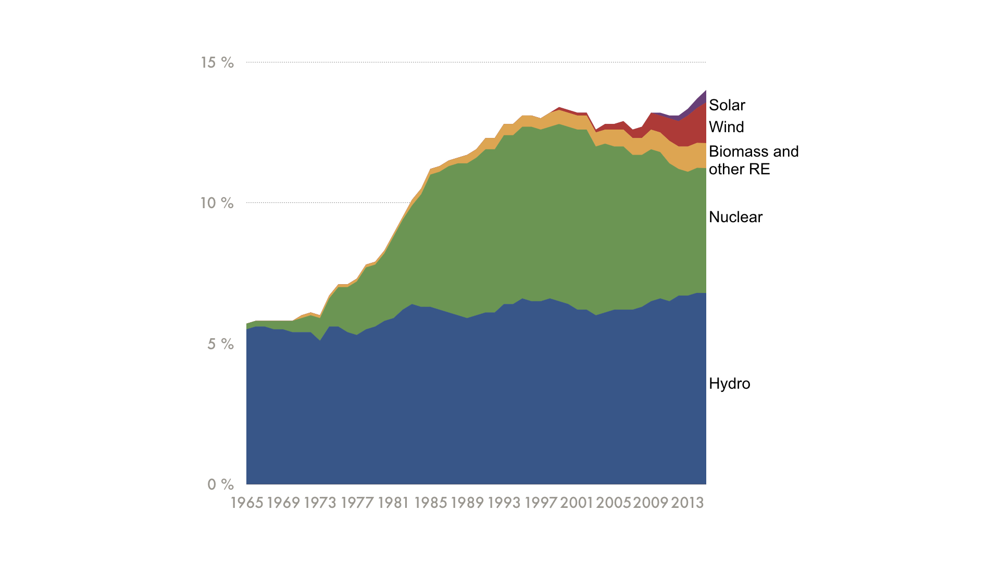 15 %
Solar
Wind
Biomass and
other RE
10 %
Nuclear
5 %
Hydro
0 %
1965 1969 1973 1977 1981 1985 1989 1993 1997 2001 2005 2009 2013